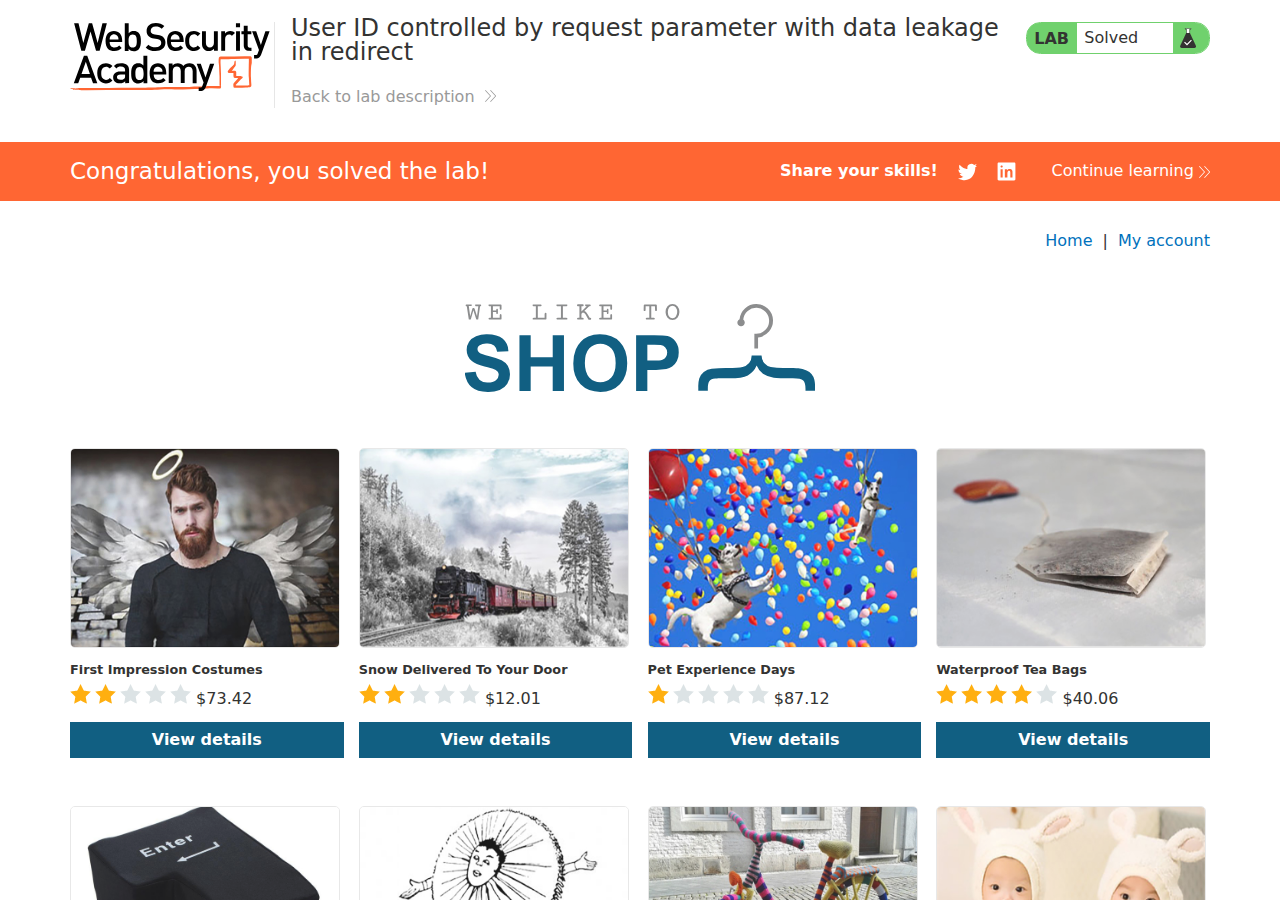 Web Security
Academy
User ID controlled by request parameter with data leakage
in redirect
Back to lab description
LAB Solved
Congratulations, you solved the lab!
Share your skills!
Continue learning
Home | My account
WE LIKE TO
SHOP
First Impression Costumes
$73.42
View details
Snow Delivered To Your Door
$12.01
View details
Pet Experience Days
$87.12
View details
Waterproof Tea Bags
$40.06
View details
Enter